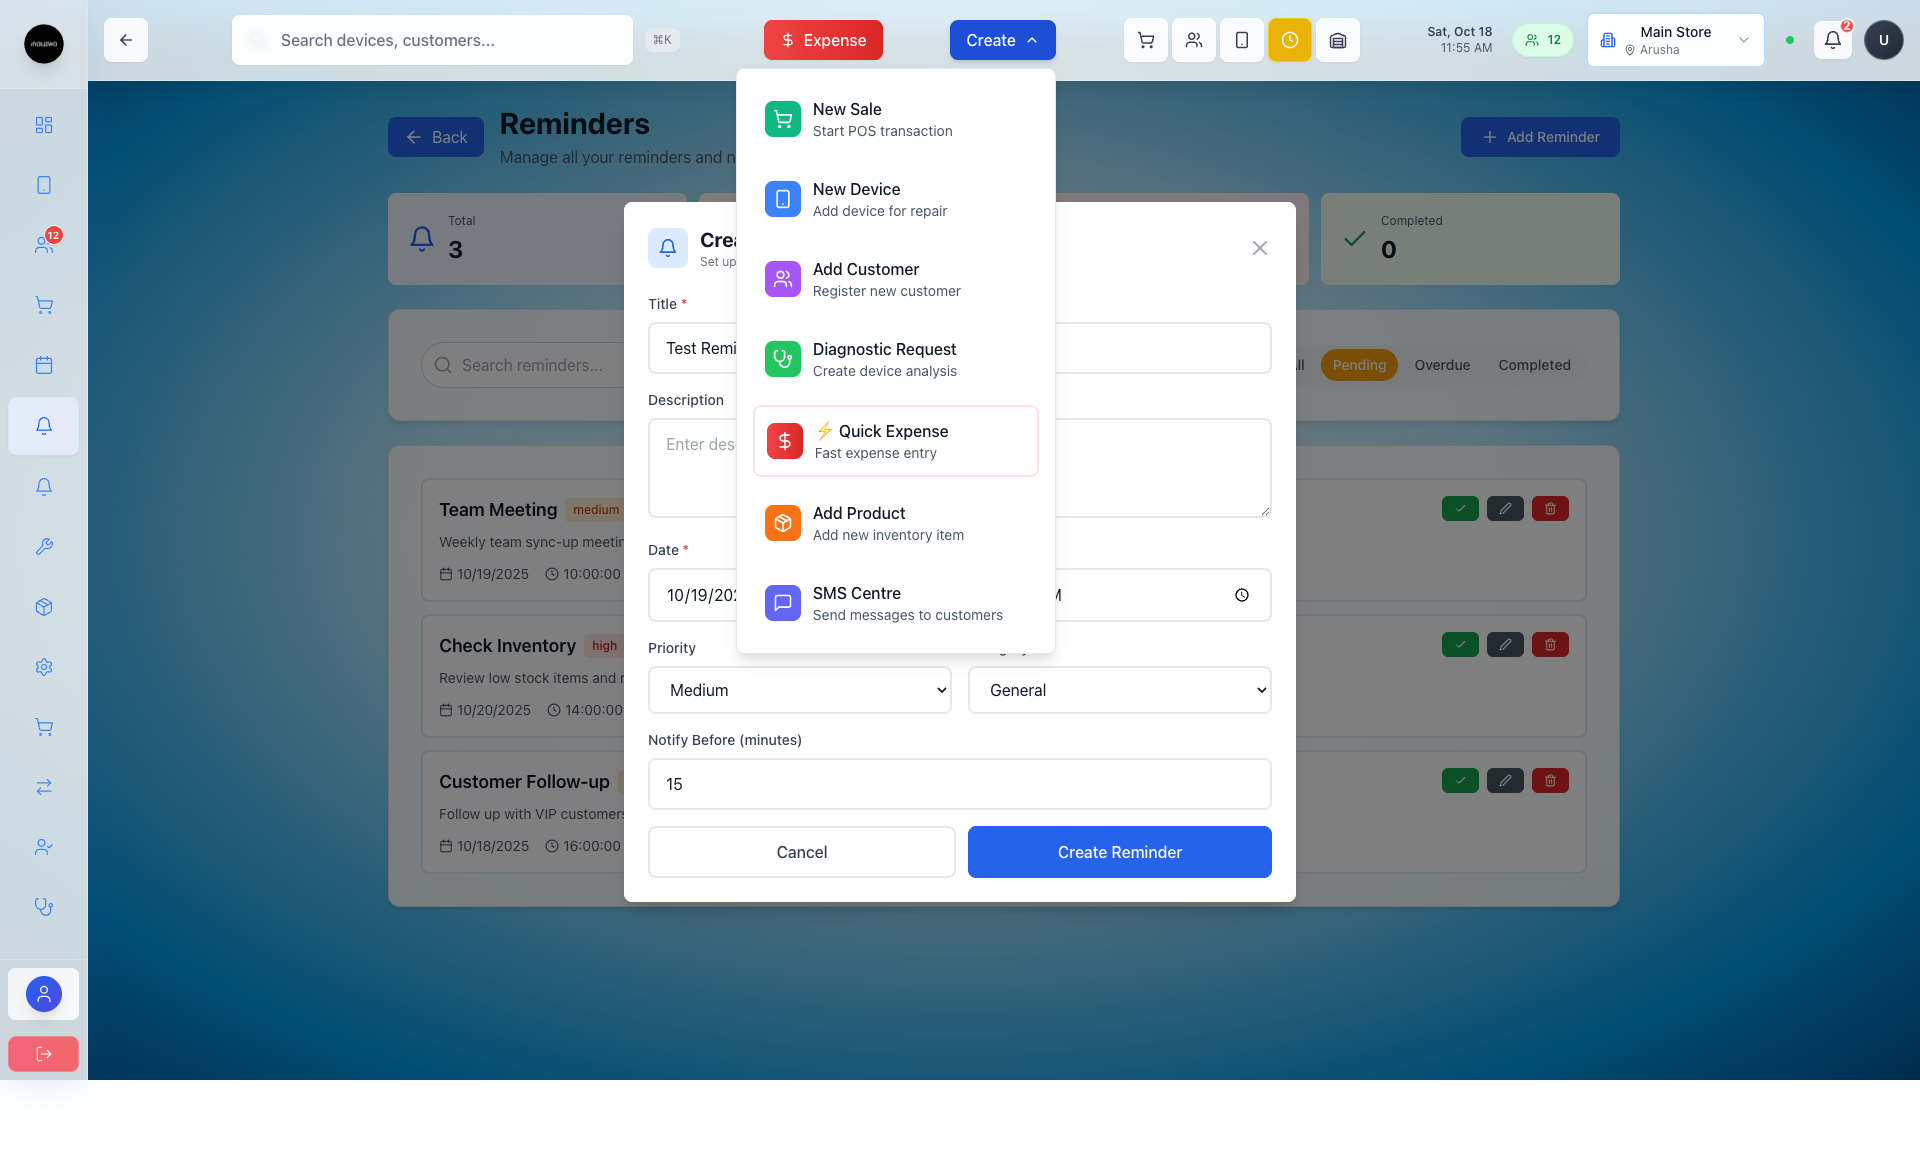 inauzwa
Search devices, customers...
⌘K
$ Expense
Create
Sat, Oct 18
11:55 AM
12
Main Store
Arusha
2
U
12
Back
Reminders
Manage all your reminders and n
Add Reminder
Total
3
Completed
0
Search reminders...
Pending
Overdue
Completed
New Sale
Start POS transaction
New Device
Add device for repair
Add Customer
Register new customer
Diagnostic Request
Create device analysis
⚡ Quick Expense
Fast expense entry
Add Product
Add new inventory item
SMS Centre
Send messages to customers
Crea
Set up
Title *
Test Remi
Description
Enter des
Date *
10/19/202
Priority
Medium
General
Notify Before (minutes)
15
Cancel
Create Reminder
Team Meeting
medium
Weekly team sync-up meetin
10/19/2025
10:00:00
Check Inventory
high
Review low stock items and r
10/20/2025
14:00:00
Customer Follow-up
Follow up with VIP customers
10/18/2025
16:00:00